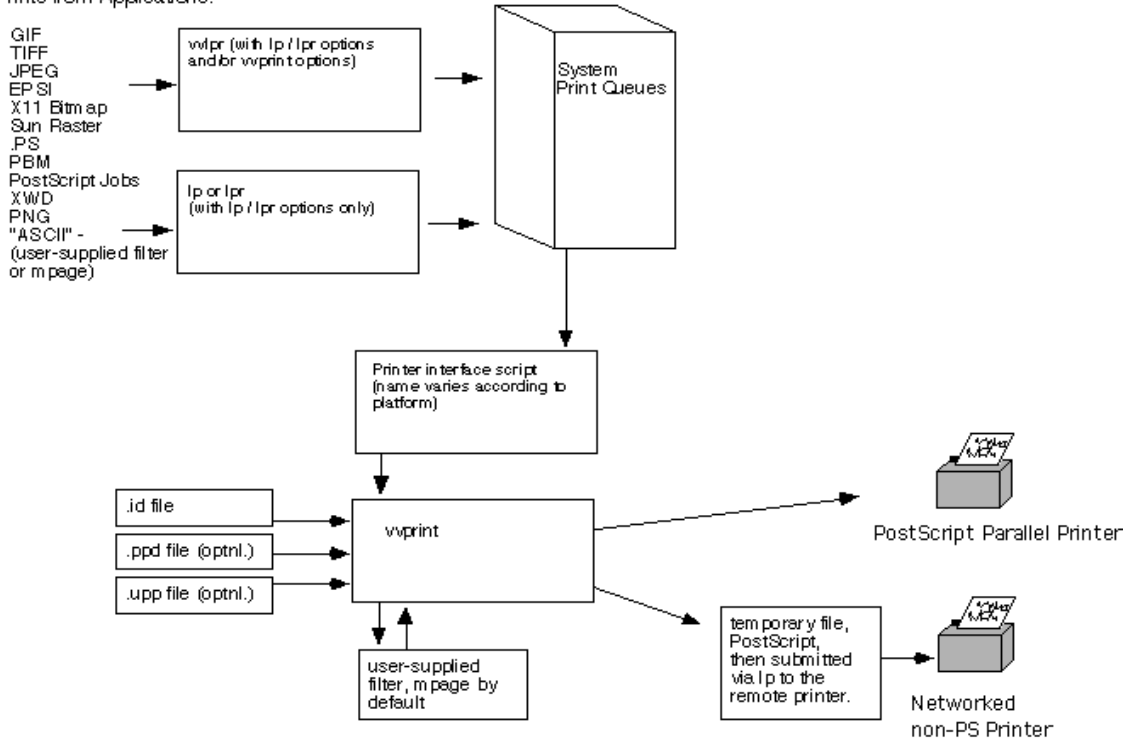 from Applications.
GIF
TIFF
JPEG
EPSI
X11 Bitmap
Sun Raster
.PS
PBM
PostScript Jobs
XWD
PNG
"ASCII" -
(user-supplied filter
or mpage)
vvlpr (with lp / lpr options
and/or vvprint options)
lp or lpr
(with lp / lpr options only)
System
Print Queues
Printer interface script
(name varies according to
platform)
.id file
.ppd file (optnl.)
.upp file (optnl.)
vvprint
user-supplied
filter, mpage by
default
PostScript Parallel Printer
temporary file,
PostScript,
then submitted
via lp to the
remote printer.
Networked
non-PS Printer